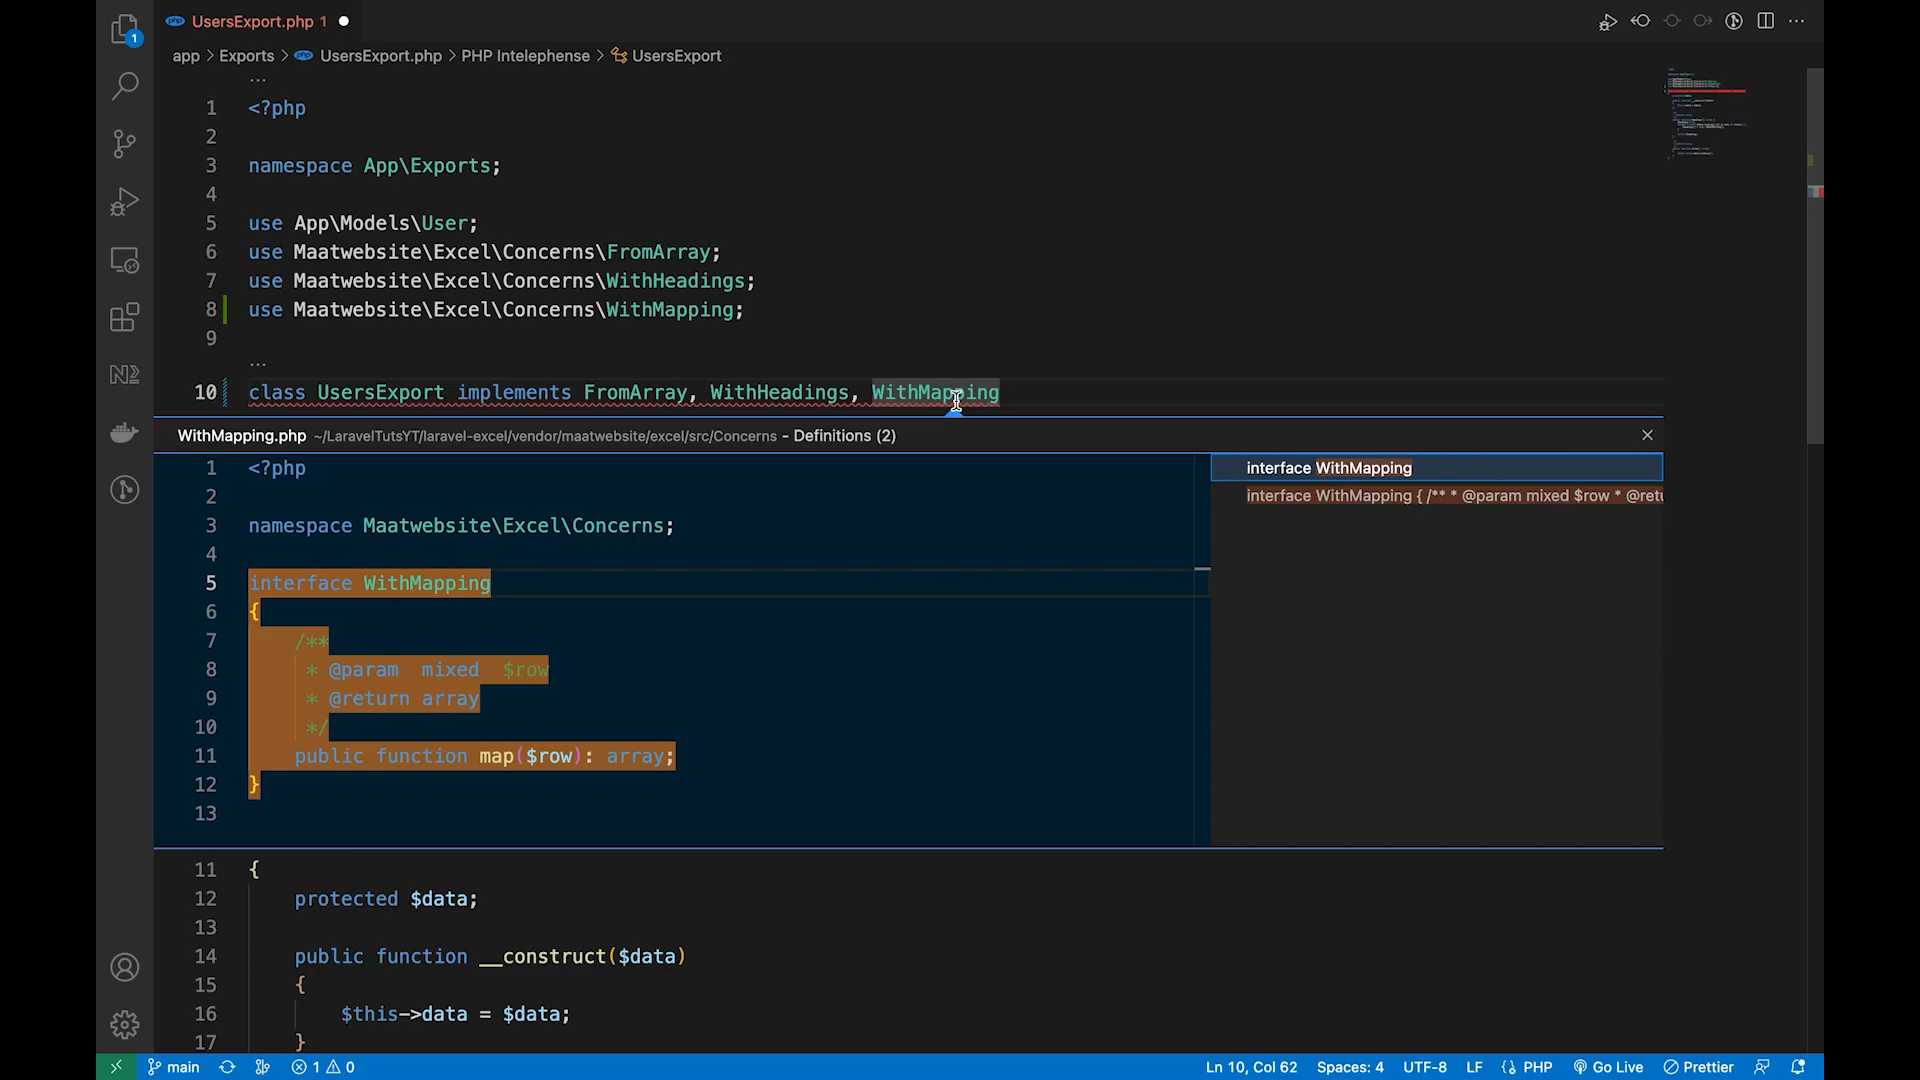 1
UsersExport.php 1
app > Exports > UsersExport.php > PHP Intelephense > UsersExport
...
1 <?php
2
3 namespace App\Exports;
4
5 use App\Models\User;
6 use Maatwebsite\Excel\Concerns\FromArray;
7 use Maatwebsite\Excel\Concerns\WithHeadings;
8 use Maatwebsite\Excel\Concerns\WithMapping;
9
...
10 class UsersExport implements FromArray, WithHeadings, WithMapping
WithMapping.php ~/LaravelTutsYT/laravel-excel/vendor/maatwebsite/excel/src/Concerns - Definitions (2)
1 <?php
2
3 namespace Maatwebsite\Excel\Concerns;
4
5 interface WithMapping
6 {
7 /**
8 * @param mixed $row
9 * @return array
10 */
11 public function map($row): array;
12 }
13
interface WithMapping
interface WithMapping { /** * @param mixed $row * @retu
11 {
12 protected $data;
13
14 public function __construct($data)
15 {
16 $this->data = $data;
17 }
main 1 0 Ln 10, Col 62 Spaces: 4 UTF-8 LF {} PHP Go Live Prettier